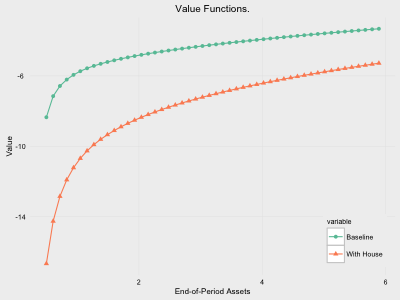 Value Functions.
-6
-10
-14
Value
2
4
6
End-of-Period Assets
variable
Baseline
With House